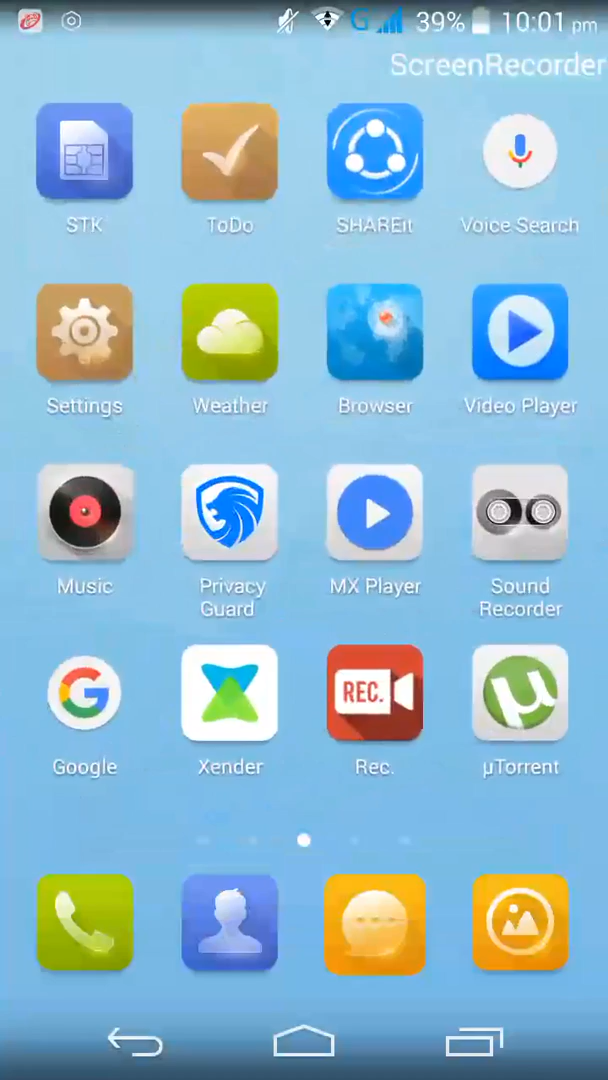 G 39% 10:01 pm
ScreenRecorder
STK ToDo SHAREit Voice Search
Settings Weather Browser Video Player
Music Privacy Guard MX Player Sound Recorder
REC.
Google Xender Rec. µTorrent